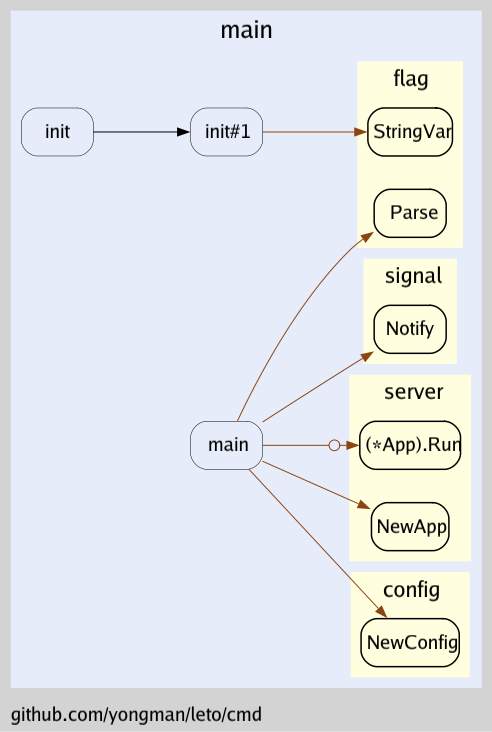 main
flag
init
init#1
StringVar
Parse
signal
Notify
server
main
(*App).Run
NewApp
config
NewConfig
github.com/yongman/leto/cmd